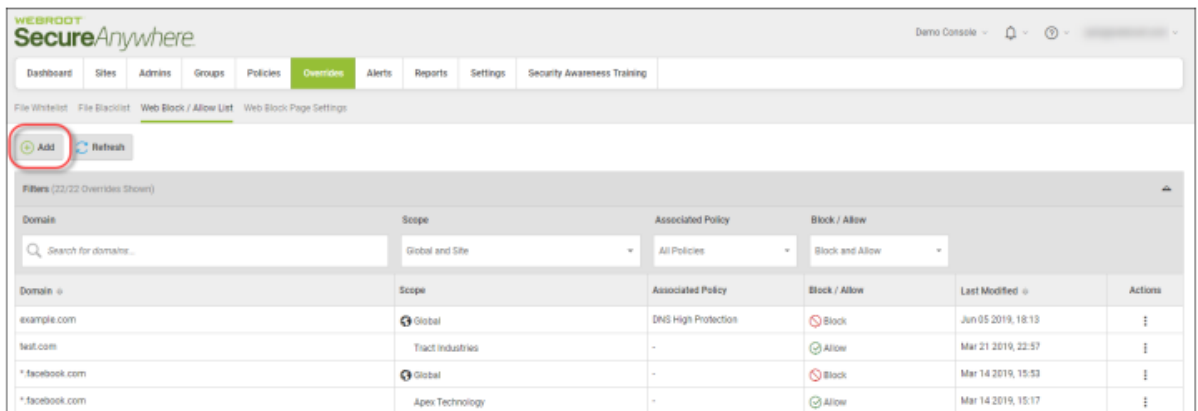 WEBROOT
SecureAnywhere
Demo Console
Dashboard Sites Admins Groups Policies Overrides Alerts Reports Settings Security Awareness Training
File Whitelist File Blacklist Web Block / Allow List Web Block Page Settings
Add Refresh
Filters (22/22 Overrides Shown)
Domain Scope Associated Policy Block / Allow
Search for domains... Global and Site All Policies Block and Allow
Domain Scope Associated Policy Block / Allow Last Modified Actions
example.com Global DNS High Protection Block Jun 05 2019, 18:13
test.com Tract Industries - Allow Mar 21 2019, 22:57
*.facebook.com Global - Block Mar 14 2019, 15:53
*.facebook.com Apex Technology - Allow Mar 14 2019, 15:17